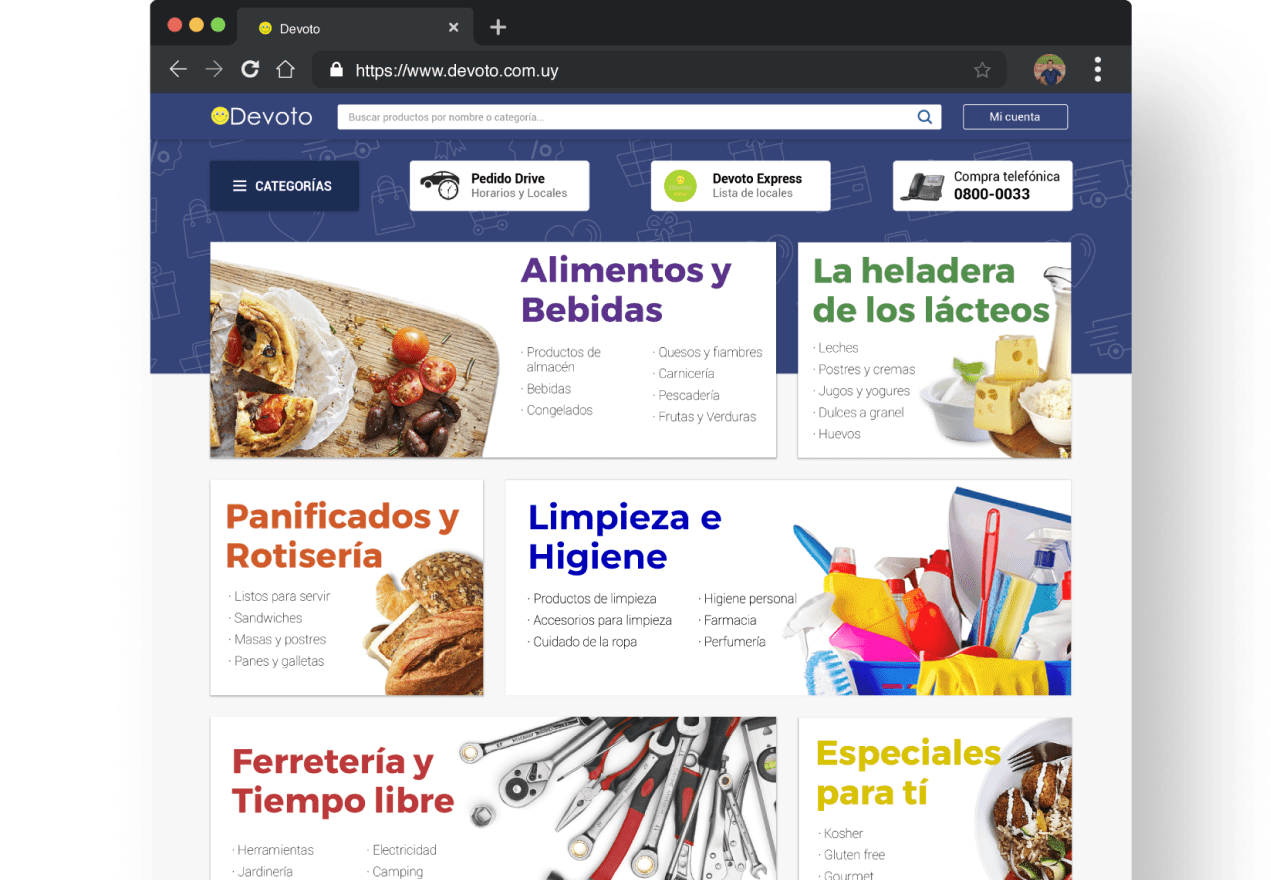 Devoto
https://www.devoto.com.uy
Devoto
Buscar productos por nombre o categoría...
Mi cuenta
CATEGORÍAS
Pedido Drive
Horarios y Locales
Devoto Express
Lista de locales
Compra telefónica
0800-0033
Alimentos y
Bebidas
· Productos de
almacén
· Bebidas
· Congelados
· Quesos y fiambres
· Carnicería
· Pescadería
· Frutas y Verduras
La heladera
de los lácteos
· Leches
· Postres y cremas
· Jugos y yogures
· Dulces a granel
· Huevos
Panificados y
Rotisería
· Listos para servir
· Sandwiches
· Masas y postres
· Panes y galletas
Limpieza e
Higiene
· Productos de limpieza
· Accesorios para limpieza
· Cuidado de la ropa
· Higiene personal
· Farmacia
· Perfumería
Ferretería y
Tiempo libre
· Herramientas
· Jardinería
· Electricidad
· Camping
Especiales
para tí
· Kosher
· Gluten free
· Gourmet